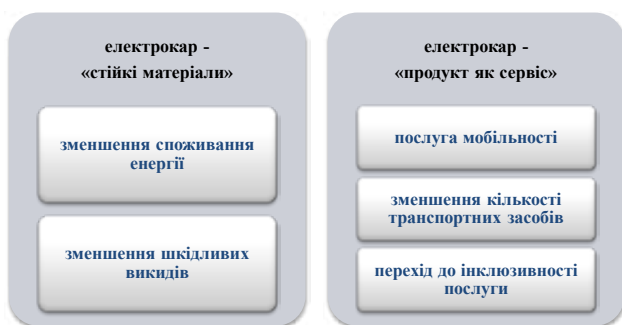 електрокар -
«стійкі матеріали»
зменшення споживання
енергії
зменшення шкідливих
викидів
електрокар -
«продукт як сервіс»
послуга мобільності
зменшення кількості
транспортних засобів
перехід до інклюзивності
послуги